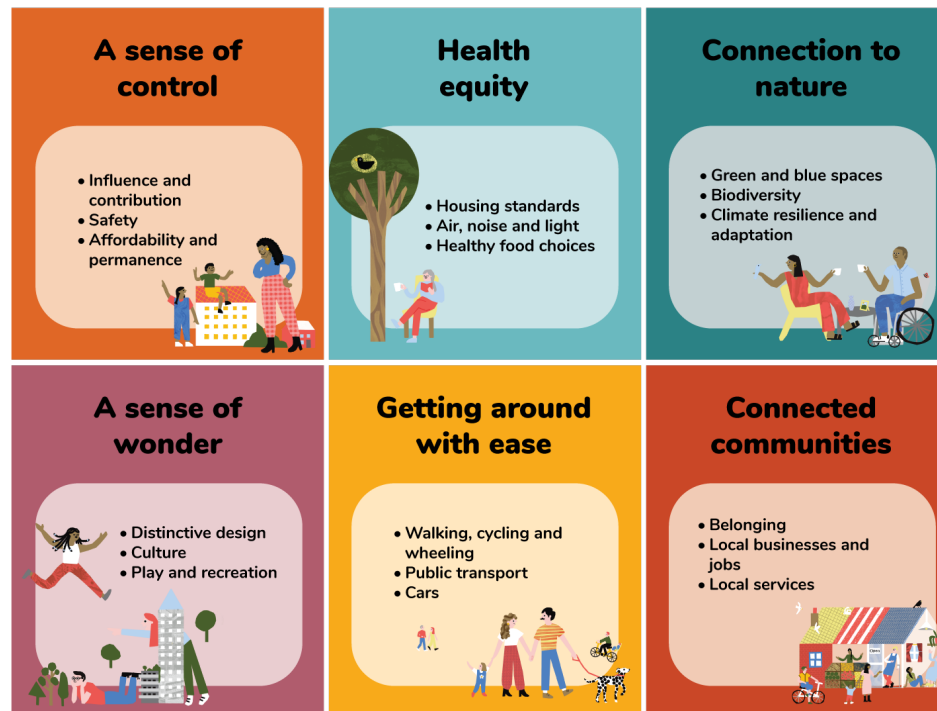 A sense of
control
• Influence and
contribution
• Safety
• Affordability and
permanence
Health
equity
• Housing standards
• Air, noise and light
• Healthy food choices
Connection to
nature
• Green and blue spaces
• Biodiversity
• Climate resilience and
adaptation
A sense of
wonder
• Distinctive design
• Culture
• Play and recreation
Getting around
with ease
• Walking, cycling and
wheeling
• Public transport
• Cars
Connected
communities
• Belonging
• Local businesses and
jobs
• Local services